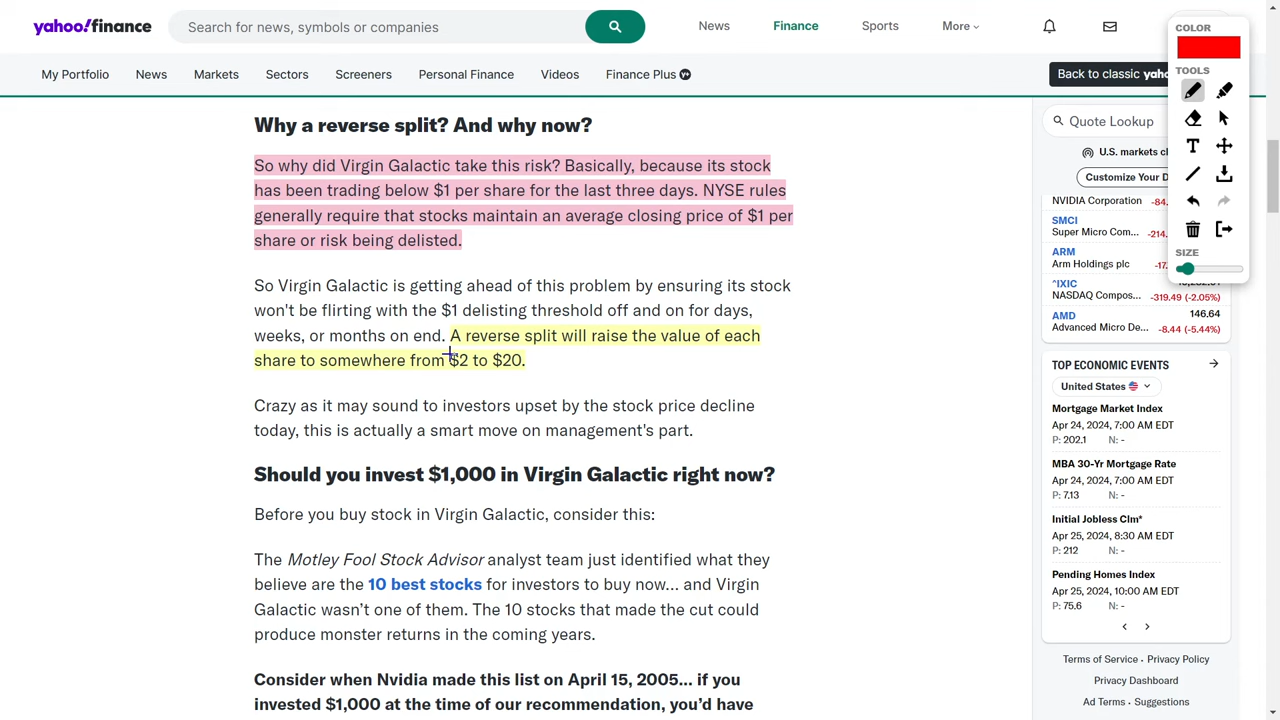 yahoo!finance
Search for news, symbols or companies
News
Finance
Sports
More
My Portfolio
News
Markets
Sectors
Screeners
Personal Finance
Videos
Finance Plus
Back to classic yaho
COLOR
TOOLS
T
SIZE
Why a reverse split? And why now?
So why did Virgin Galactic take this risk? Basically, because its stock
has been trading below $1 per share for the last three days. NYSE rules
generally require that stocks maintain an average closing price of $1 per
share or risk being delisted.
So Virgin Galactic is getting ahead of this problem by ensuring its stock
won't be flirting with the $1 delisting threshold off and on for days,
weeks, or months on end. A reverse split will raise the value of each
share to somewhere from $2 to $20.
Crazy as it may sound to investors upset by the stock price decline
today, this is actually a smart move on management's part.
Should you invest $1,000 in Virgin Galactic right now?
Before you buy stock in Virgin Galactic, consider this:
The Motley Fool Stock Advisor analyst team just identified what they
believe are the 10 best stocks for investors to buy now... and Virgin
Galactic wasn't one of them. The 10 stocks that made the cut could
produce monster returns in the coming years.
Consider when Nvidia made this list on April 15, 2005... if you
invested $1,000 at the time of our recommendation, you'd have
Quote Lookup
U.S. markets cl
Customize Your D
NVIDIA Corporation -84.
SMCI
Super Micro Com... -214.
ARM
Arm Holdings plc -17.
^IXIC
NASDAQ Compos... -319.49 (-2.05%)
AMD 146.64
Advanced Micro De... -8.44 (-5.44%)
TOP ECONOMIC EVENTS
United States
Mortgage Market Index
Apr 24, 2024, 7:00 AM EDT
P: 202.1 N: -
MBA 30-Yr Mortgage Rate
Apr 24, 2024, 7:00 AM EDT
P: 7.13 N: -
Initial Jobless Clm*
Apr 25, 2024, 8:30 AM EDT
P: 212 N: -
Pending Homes Index
Apr 25, 2024, 10:00 AM EDT
P: 75.6 N: -
Terms of Service • Privacy Policy
Privacy Dashboard
Ad Terms • Suggestions